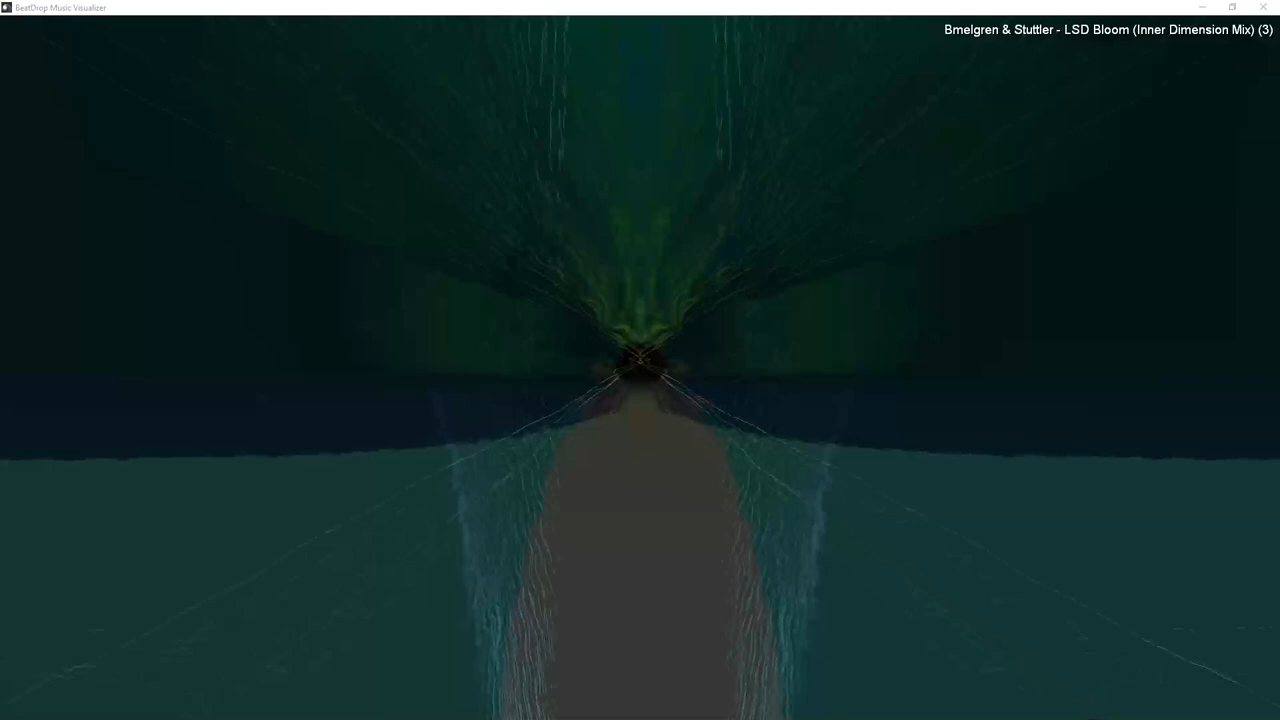 BeatDrop Music Visualizer
Bmelgren & Stuttler - LSD Bloom (Inner Dimension Mix) (3)